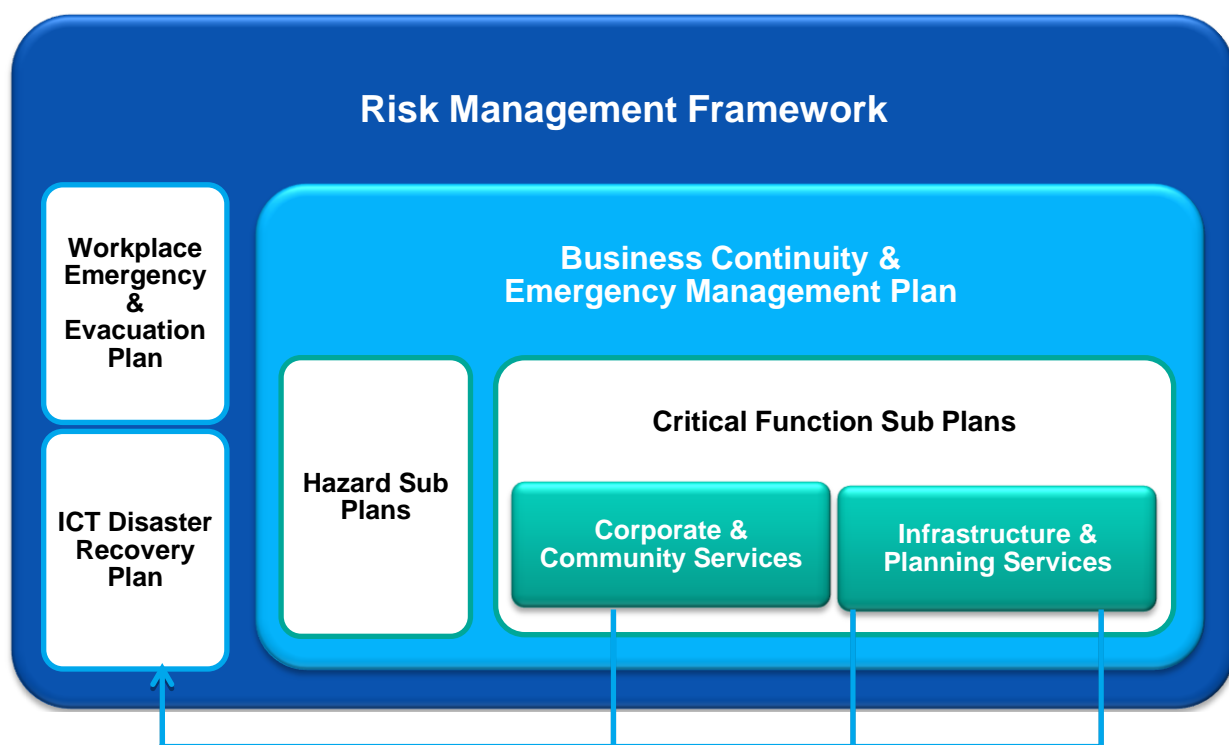 Risk Management Framework
Workplace
Emergency
&
Evacuation
Plan
Business Continuity &
Emergency Management Plan
ICT Disaster
Recovery
Plan
Hazard Sub
Plans
Critical Function Sub Plans
Corporate &
Community Services
Infrastructure &
Planning Services